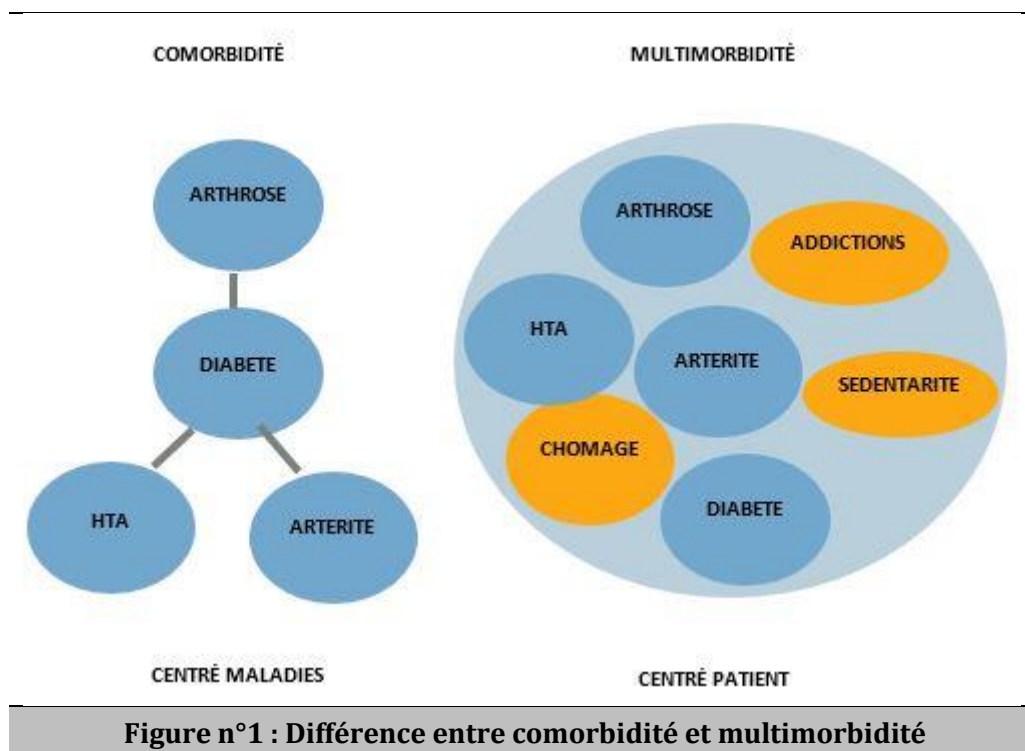 COMORBIDITÉ
MULTIMORBIDITÉ
ARTHROSE
DIABETE
HTA
ARTERITE
ARTHROSE
ADDICTIONS
HTA
ARTERITE
SEDENTARITE
CHOMAGE
DIABETE
CENTRÉ MALADIES
CENTRÉ PATIENT
Figure n°1 : Différence entre comorbidité et multimorbidité